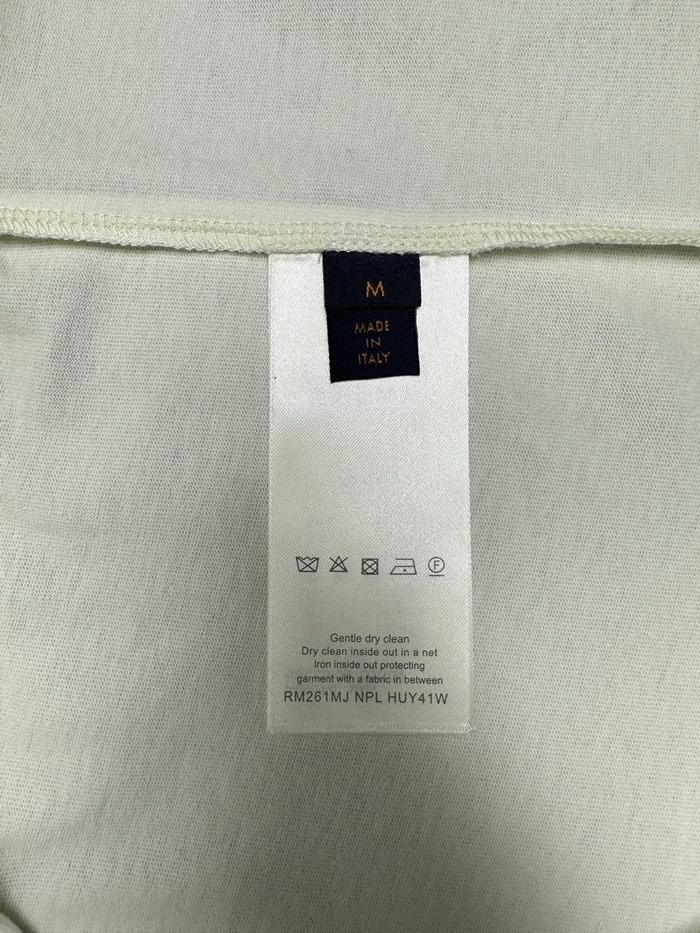 M
MADE
IN
ITALY
F
Gentle dry clean
Dry clean inside out in a net
Iron inside out protecting
garment with a fabric in between
RM261MJ NPL HUY41W